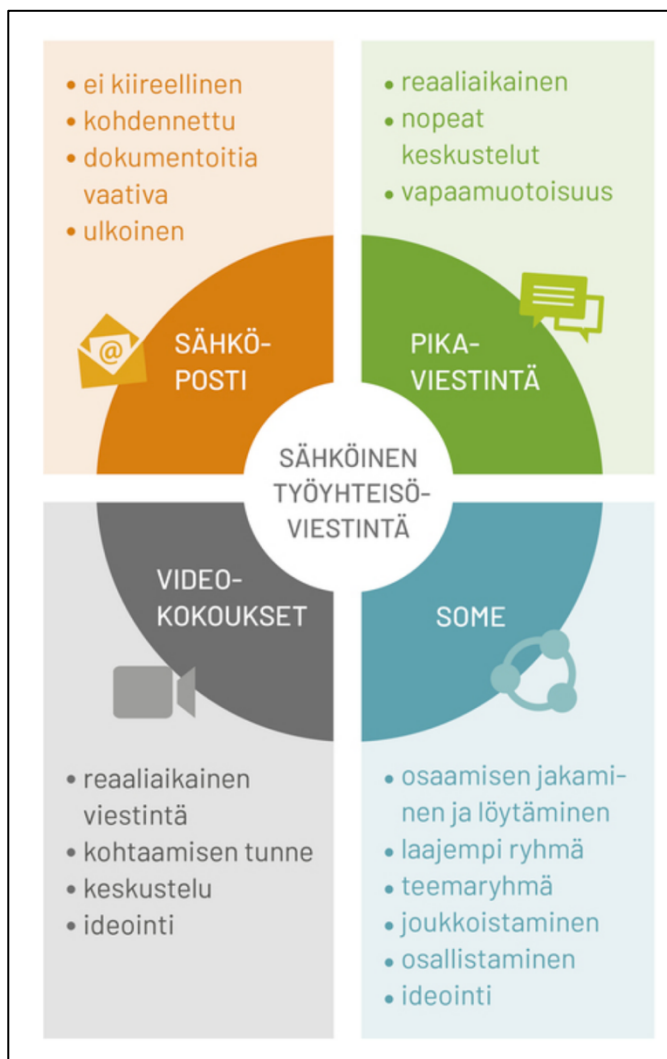 • ei kiireellinen
• kohdennettu
• dokumentoitia
vaativa
• ulkoinen
SÄHKÖ-
POSTI
@
• reaaliaikainen
• nopeat
keskustelut
• vapaamuotoisuus
PIKA-
VIESTINTÄ
SÄHKÖINEN
TYÖYHTEISÖ-
VIESTINTÄ
VIDEO-
KOKOUKSET
• reaaliaikainen
viestintä
• kohtaamisen tunne
• keskustelu
• ideointi
SOME
• osaamisen jakami-
nen ja löytäminen
• laajempi ryhmä
• teemaryhmä
• joukkoistaminen
• osallistaminen
• ideointi